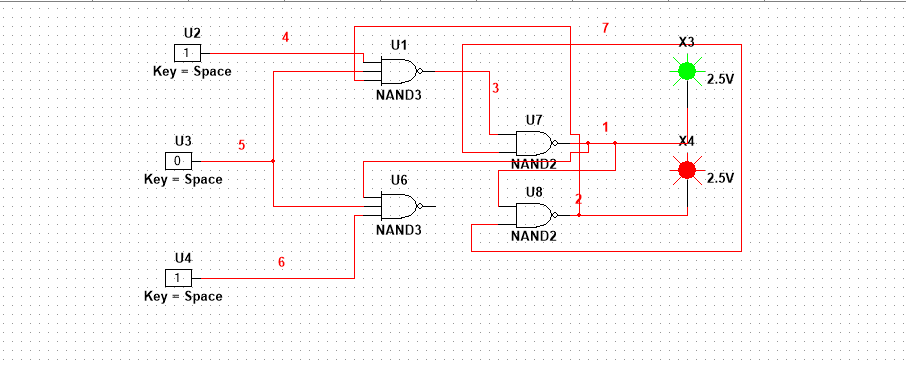 7
U2
4
1
Key = Space
U1
NAND3
X3
2.5V
3
U7
1
NAND2
U3
5
0
Key = Space
X4
2.5V
U6
NAND3
U8
2
NAND2
U4
6
1
Key = Space